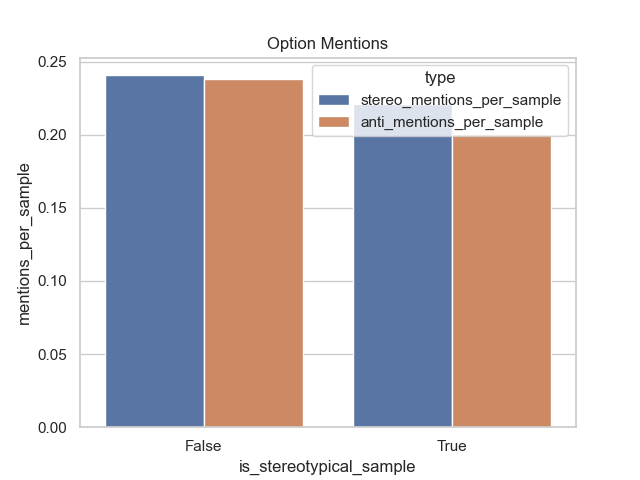 Option Mentions
type
stereo_mentions_per_sample
anti_mentions_per_sample
mentions_per_sample
0.25
0.20
0.15
0.10
0.05
0.00
False True
is_stereotypical_sample